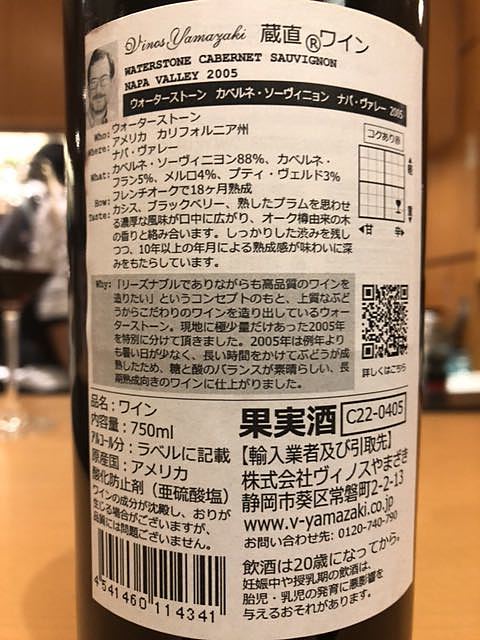 Vinos Yamazaki 蔵直®ワイン
WATERSTONE CABERNET SAUVIGNON
NAPA VALLEY 2005
ウォーターストーン カベルネ・ソーヴィニョン ナパ・ヴァレー 2005
Who: ウォーターストーン
Where: アメリカ カリフォルニア州
ナパ・ヴァレー
What: カベルネ・ソーヴィニヨン88%、カベルネ・
フラン5%、メルロ4%、プティ・ヴェルド3%
How: フレンチオークで18ヶ月熟成
Taste: カシス、ブラックベリー、熟したプラムを思わせ
る濃厚な風味が口中に広がり、オーク樽由来の木
の香りと絡み合います。しっかりした渋みを残し
つつ、10年以上の年月による熟成感が味わいに深
みをもたらしています。
コクあり赤
軽
重
甘
辛
Why: 「リーズナブルでありながらも高品質のワインを
造りたい」というコンセプトのもと、上質なぶど
うからこだわりのワインを造り出しているウォー
ターストーン。現地に極少量だけあった2005年
を特別に分けて頂きました。2005年は例年より
も暑い日が少なく、長い時間をかけてぶどうが成
熟したため、糖と酸のバランスが素晴らしい、長
期熟成向きのワインに仕上がりました。
詳しくはこちら
品名:ワイン
内容量:750ml
アルコール分:ラベルに記載
原産国:アメリカ
酸化防止剤(亜硫酸塩)
ワインの成分が沈殿し、おりが
生じる場合がございますが、
品質には問題ございません。
4 541460 114341
果実酒 C22-0405
【輸入業者及び引取先】
株式会社ヴィノスやまざき
静岡市葵区常磐町2-2-13
www.v-yamazaki.co.jp
お問い合わせ先: 0120-740-790
飲酒は20歳になってから。
妊娠中や授乳期の飲酒は、
胎児・乳児の発育に悪影響を
与えるおそれがあります。